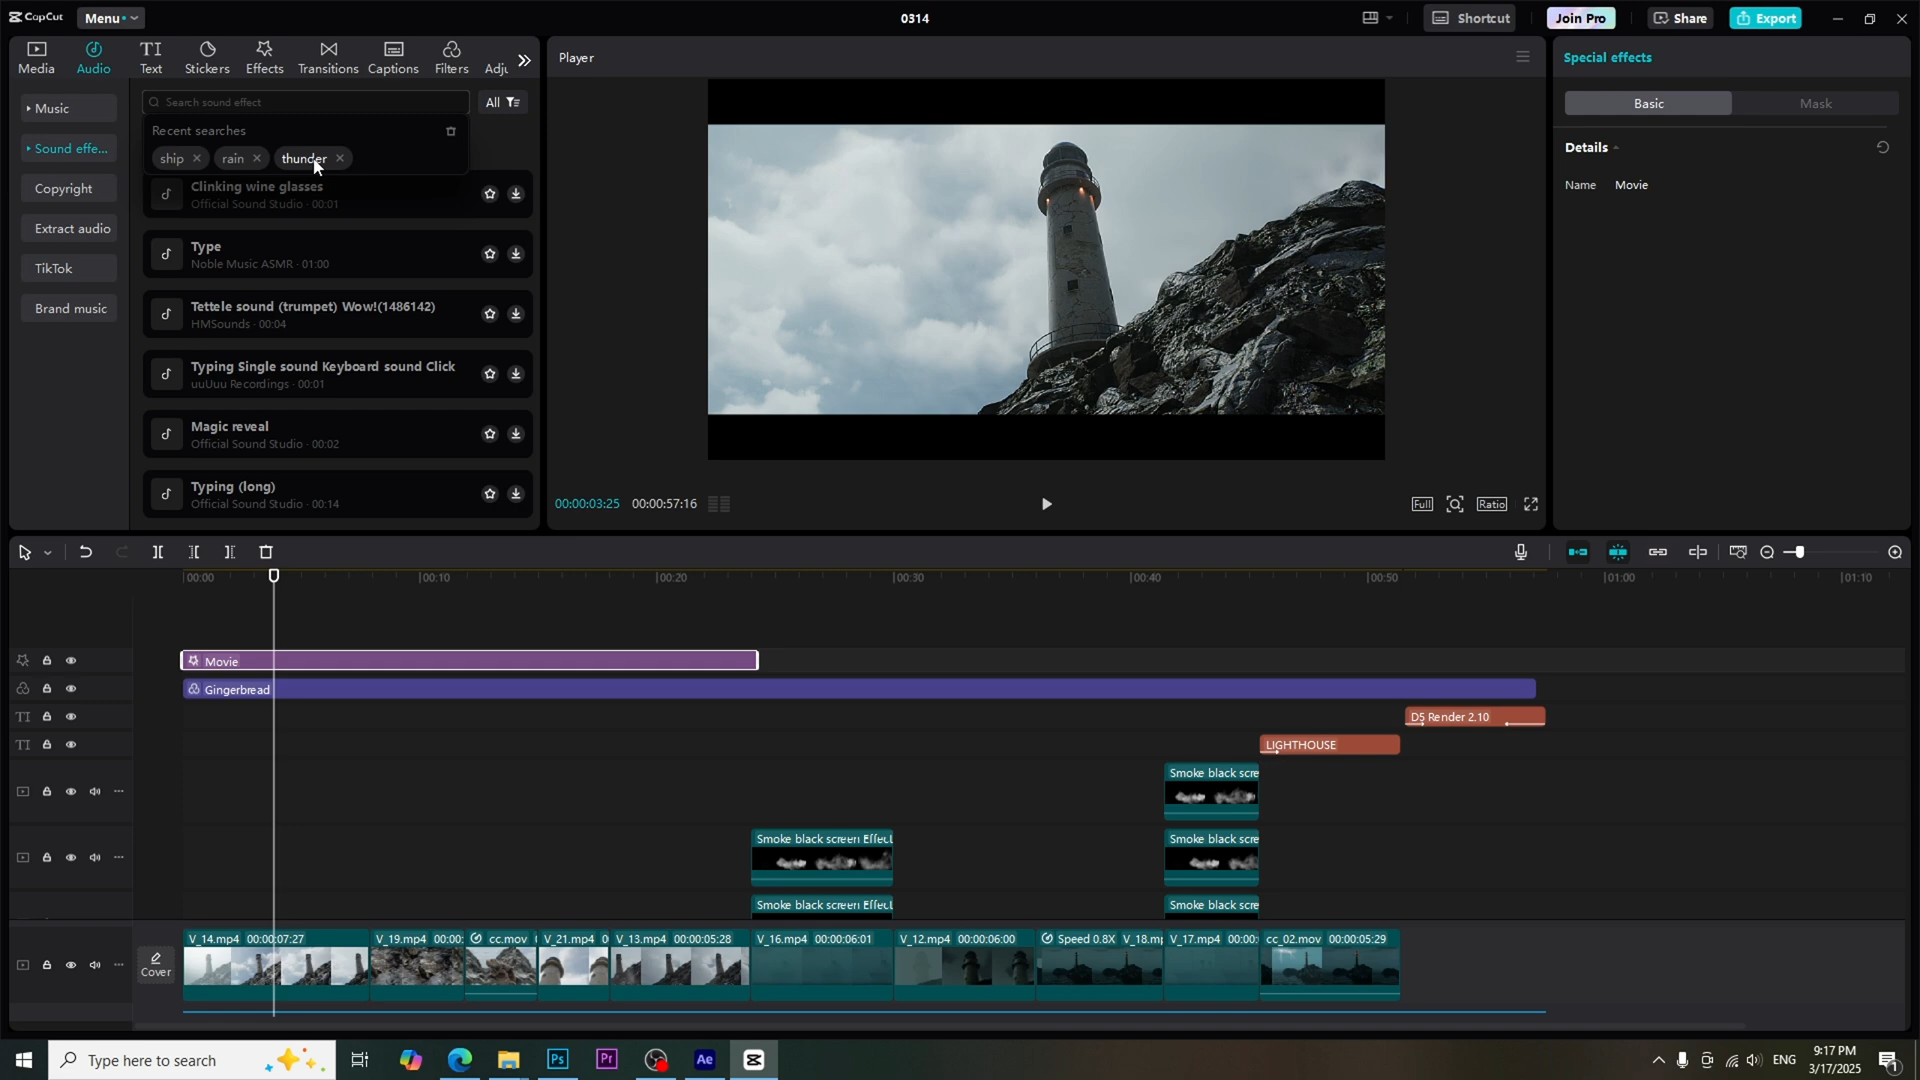 CapCut
Menu
0314
Shortcut
Join Pro
Share
Export
Media
Audio
Text
Stickers
Effects
Transitions
Captions
Filters
Adju
Music
Sound effe...
Copyright
Extract audio
TikTok
Brand music
Search sound effect
All
Recent searches
ship
rain
thunder
Clinking wine glasses
Official Sound Studio · 00:01
Type
Noble Music ASMR · 01:00
Tettele sound (trumpet) Wow!(1486142)
HMSounds · 00:04
Typing Single sound Keyboard sound Click
uuUuu Recordings · 00:01
Magic reveal
Official Sound Studio · 00:02
Typing (long)
Official Sound Studio · 00:14
Player
00:00:03:25 00:00:57:16
Full
Ratio
Special effects
Basic
Mask
Details
Name Movie
00:00
00:10
00:20
00:30
00:40
00:50
01:00
01:10
Movie
Gingerbread
D5 Render 2.10
LIGHTHOUSE
Smoke black scre
Smoke black screen Effect
Smoke black scre
Smoke black screen Effect
Smoke black scre
Cover
V_14.mp4 00:00:07:27
V_19.mp4 00:00:
cc.mov
V_21.mp4 0
V_13.mp4 00:00:05:28
V_16.mp4 00:00:06:01
V_12.mp4 00:00:06:00
Speed 0.8X V_18.mp
V_17.mp4 00:00:
cc_02.mov 00:00:05:29
Type here to search
Ps
Pr
Ae
ENG
9:17 PM
3/17/2025
1